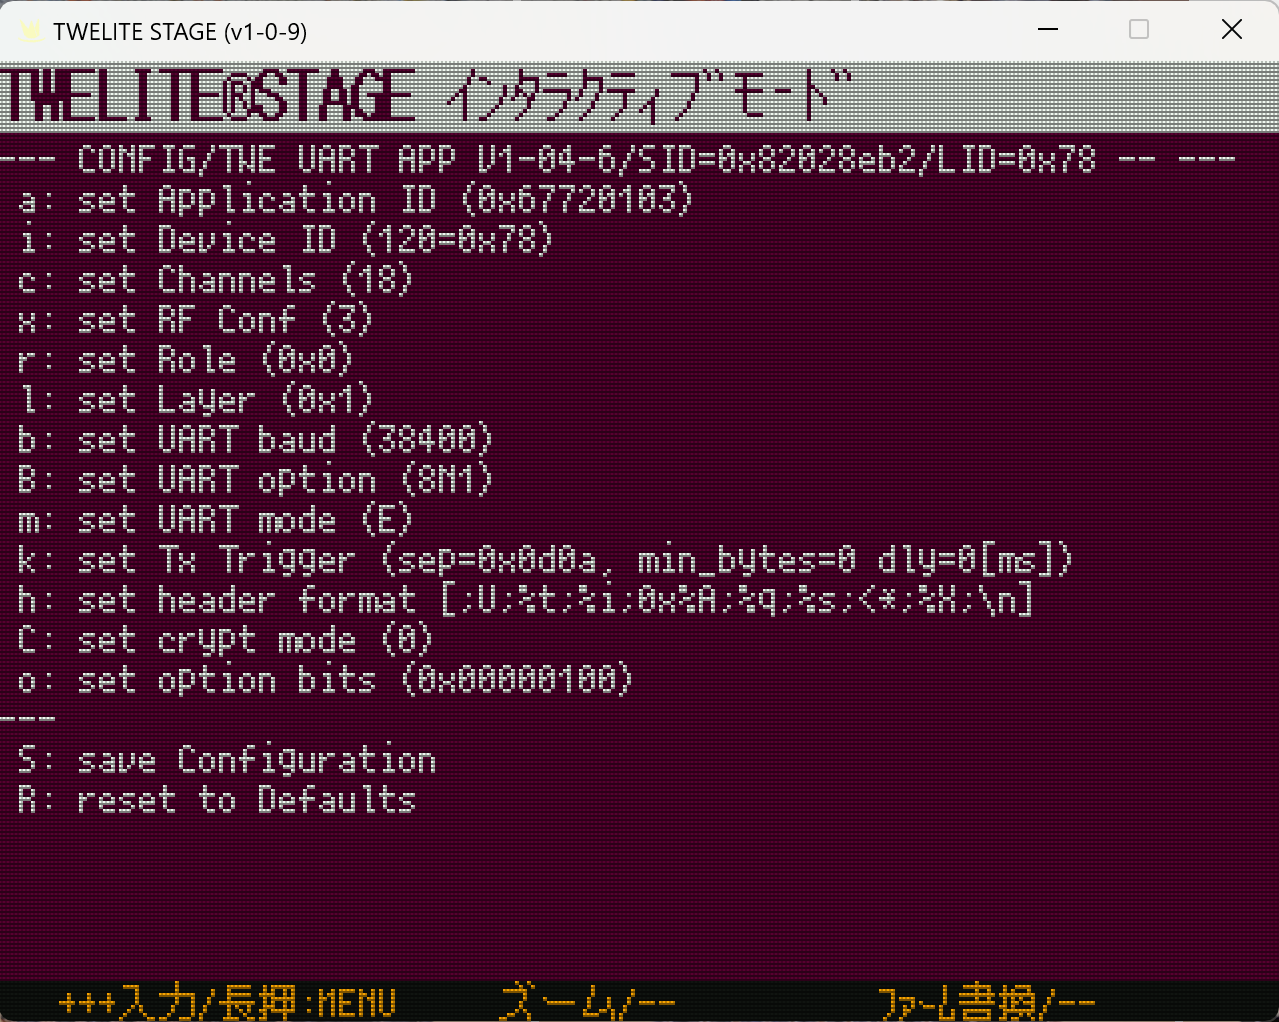 TWELITE STAGE (v1-0-9)
TWELITE®STAGE インタラクティブモード
--- CONFIG/TWE UART APP V1-04-6/SID=0x82028eb2/LID=0x78 -- ---
a: set Application ID (0x67720103)
i: set Device ID (120=0x78)
c: set Channels (18)
x: set RF Conf (3)
r: set Role (0x0)
l: set Layer (0x1)
b: set UART baud (38400)
B: set UART option (8N1)
m: set UART mode (E)
k: set Tx Trigger (sep=0x0d0a, min_bytes=0 dly=0[ms])
h: set header format [;U;%t;%i;0x%A;%q;%s;<*;%X;\n]
C: set crypt mode (0)
o: set option bits (0x00000100)
---
S: save Configuration
R: reset to Defaults
+++入力/長押:MENU ズーム/-- ファーム書換/--